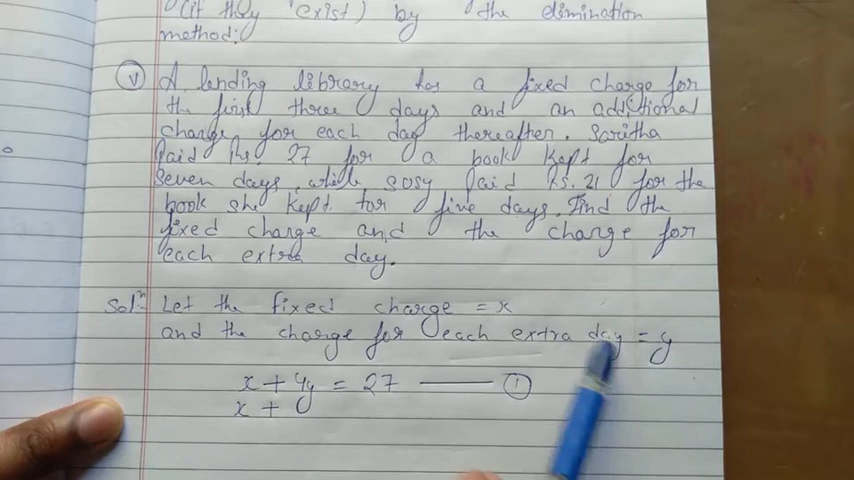 (if they exist) by the elimination
method:
(v) A lending library has a fixed charge for
the first three days and an additional
charge for each day thereafter. Saritha
Paid Rs. 27 for a book kept for
Seven days, while Susy Paid Rs. 21 for the
book she kept for five days. Find the
fixed charge and the charge for
each extra day.
Solⁿ:- Let the fixed charge = x
and the charge for each extra day = y
x + 4y = 27 —— (1)
x +